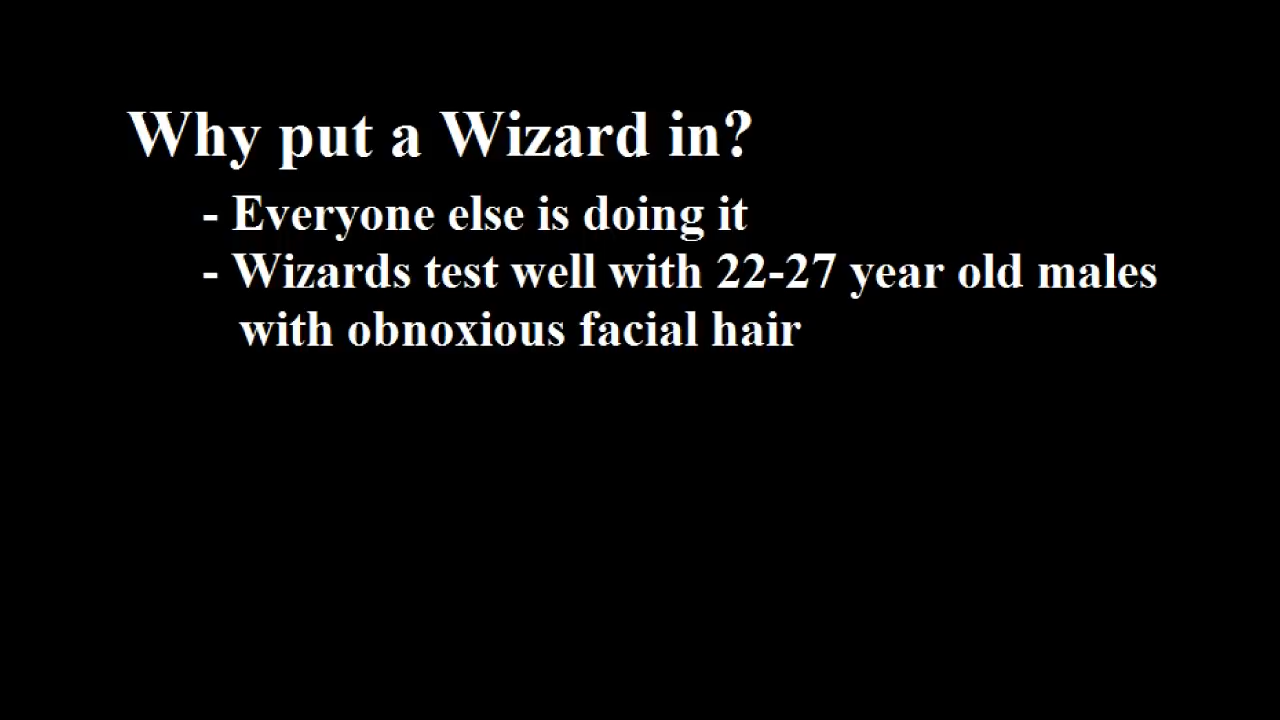 Why put a Wizard in?
- Everyone else is doing it
- Wizards test well with 22-27 year old males
with obnoxious facial hair